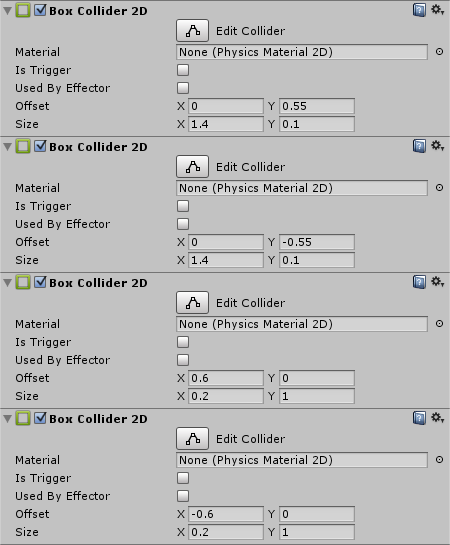 Box Collider 2D
Edit Collider
Material None (Physics Material 2D)
Is Trigger
Used By Effector
Offset X 0 Y 0.55
Size X 1.4 Y 0.1
Box Collider 2D
Edit Collider
Material None (Physics Material 2D)
Is Trigger
Used By Effector
Offset X 0 Y -0.55
Size X 1.4 Y 0.1
Box Collider 2D
Edit Collider
Material None (Physics Material 2D)
Is Trigger
Used By Effector
Offset X 0.6 Y 0
Size X 0.2 Y 1
Box Collider 2D
Edit Collider
Material None (Physics Material 2D)
Is Trigger
Used By Effector
Offset X -0.6 Y 0
Size X 0.2 Y 1